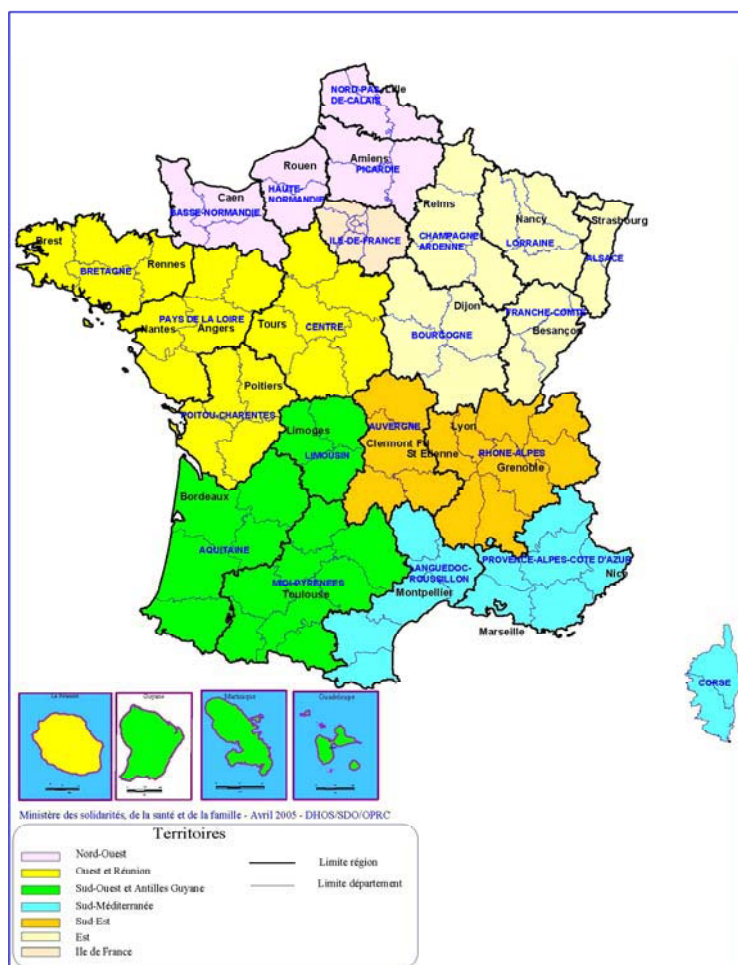 NORD-PAS-
DE-CALAIS
Lille
Amiens
PICARDIE
Rouen
HAUTE-
NORMANDIE
Caen
BASSE-NORMANDIE
Reims
CHAMPAGNE-
ARDENNE
Nancy
LORRAINE
Strasbourg
ALSACE
ILE-DE-FRANCE
Brest
BRETAGNE
Rennes
PAYS DE LA LOIRE
Nantes
Angers
Tours
CENTRE
Dijon
BOURGOGNE
FRANCHE-COMTE
Besançon
Poitiers
POITOU-CHARENTES
Limoges
LIMOUSIN
AUVERGNE
Clermont Fd
St Etienne
Lyon
RHONE-ALPES
Grenoble
Bordeaux
AQUITAINE
MIDI-PYRENEES
Toulouse
LANGUEDOC-
ROUSSILLON
Montpellier
PROVENCE-ALPES-COTE D'AZUR
Nice
Marseille
CORSE
La Réunion
Guyane
Martinique
Guadeloupe
Ministère des solidarités, de la santé et de la famille - Avril 2005 - DHOS/SDO/OPRC
Territoires
Nord-Ouest
Ouest et Réunion
Sud-Ouest et Antilles Guyane
Sud-Méditerranée
Sud-Est
Est
Ile de France
Limite région
Limite département